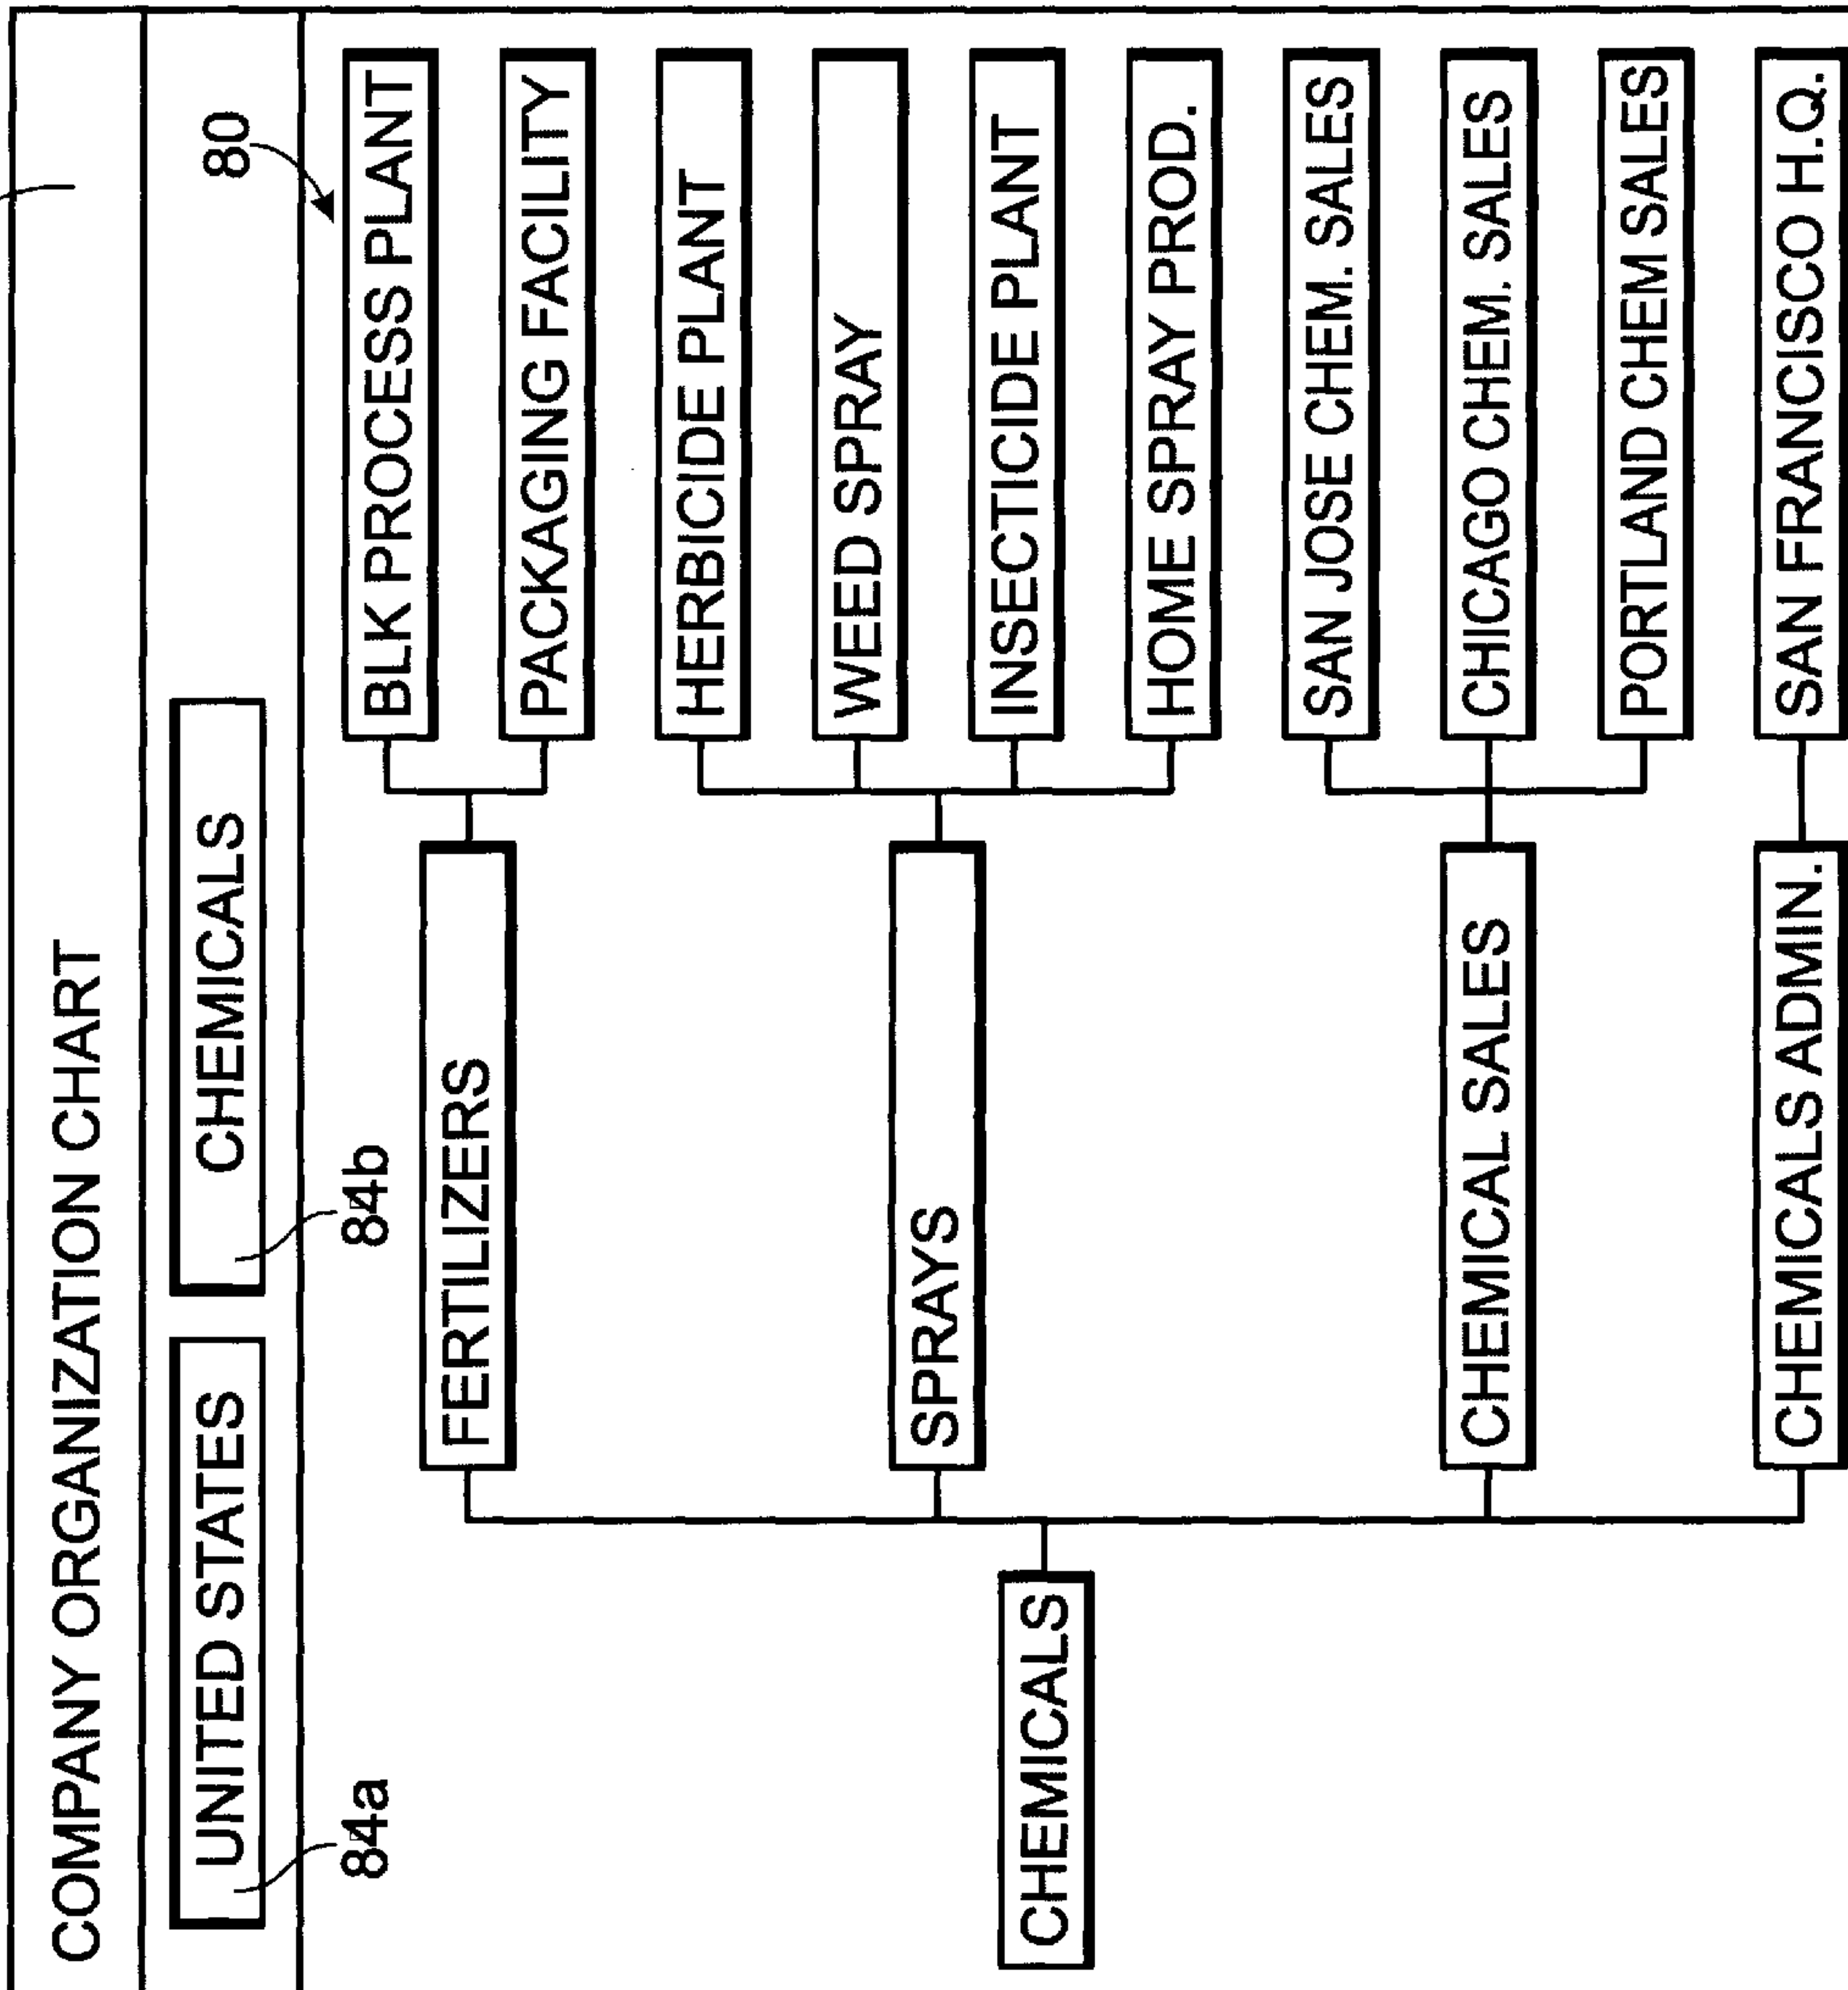 COMPANY ORGANIZATION CHART
UNITED STATES
CHEMICALS
84a
84b
80
CHEMICALS
FERTILIZERS
BLK PROCESS PLANT
PACKAGING FACILITY
SPRAYS
HERBICIDE PLANT
WEED SPRAY
INSECTICIDE PLANT
HOME SPRAY PROD.
CHEMICAL SALES
SAN JOSE CHEM. SALES
CHICAGO CHEM. SALES
PORTLAND CHEM SALES
CHEMICALS ADMIN.
SAN FRANCISCO H.Q.